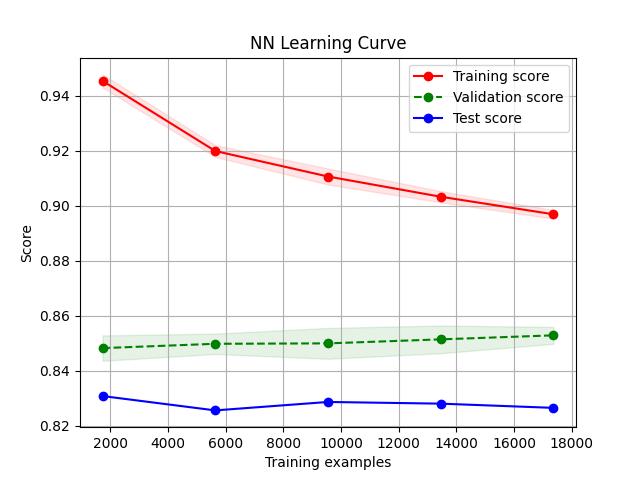 NN Learning Curve
Training score
Validation score
Test score
Score
0.94
0.92
0.90
0.88
0.86
0.84
0.82
2000 4000 6000 8000 10000 12000 14000 16000 18000
Training examples